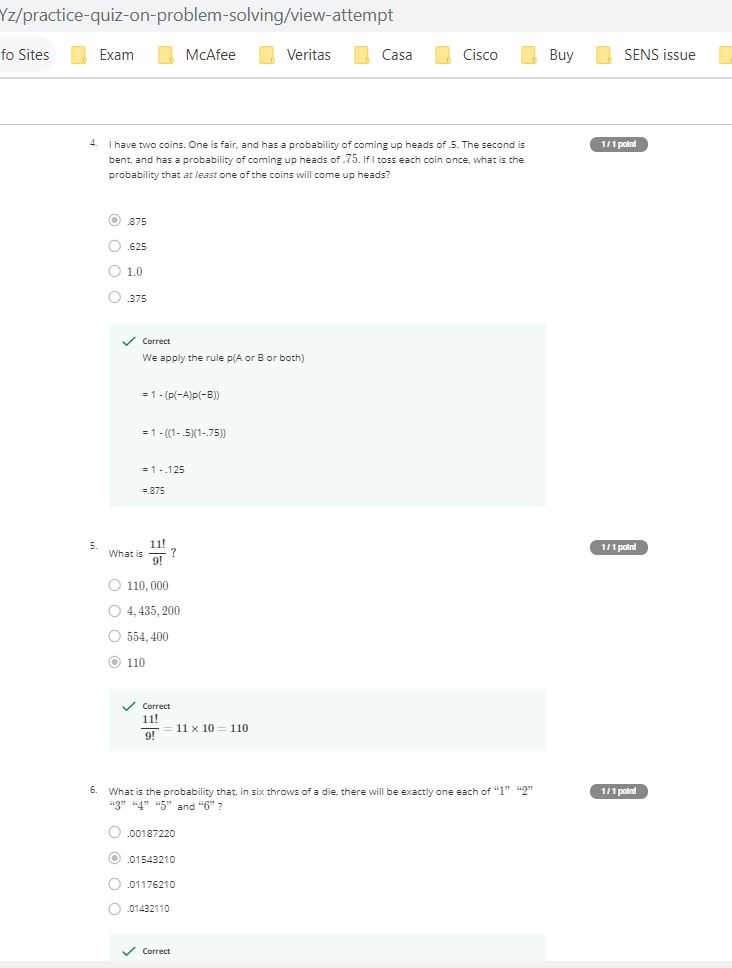 Yz/practice-quiz-on-problem-solving/view-attempt
fo Sites Exam McAfee Veritas Casa Cisco Buy SENS issue
4. I have two coins. One is fair, and has a probability of coming up heads of .5. The second is
bent, and has a probability of coming up heads of .75. If I toss each coin once, what is the
probability that at least one of the coins will come up heads?
1 / 1 point
.875
.625
1.0
.375
Correct
We apply the rule p(A or B or both)
= 1 - (p(~A)p(~B))
= 1 - ((1- .5)(1-.75))
= 1 - .125
=.875
5. What is 11!/9! ?
1 / 1 point
110,000
4,435,200
554,400
110
Correct
11!/9! = 11 × 10 = 110
6. What is the probability that, in six throws of a die, there will be exactly one each of “1” “2”
“3” “4” “5” and “6” ?
1 / 1 point
.00187220
.01543210
.01176210
.01432110
Correct